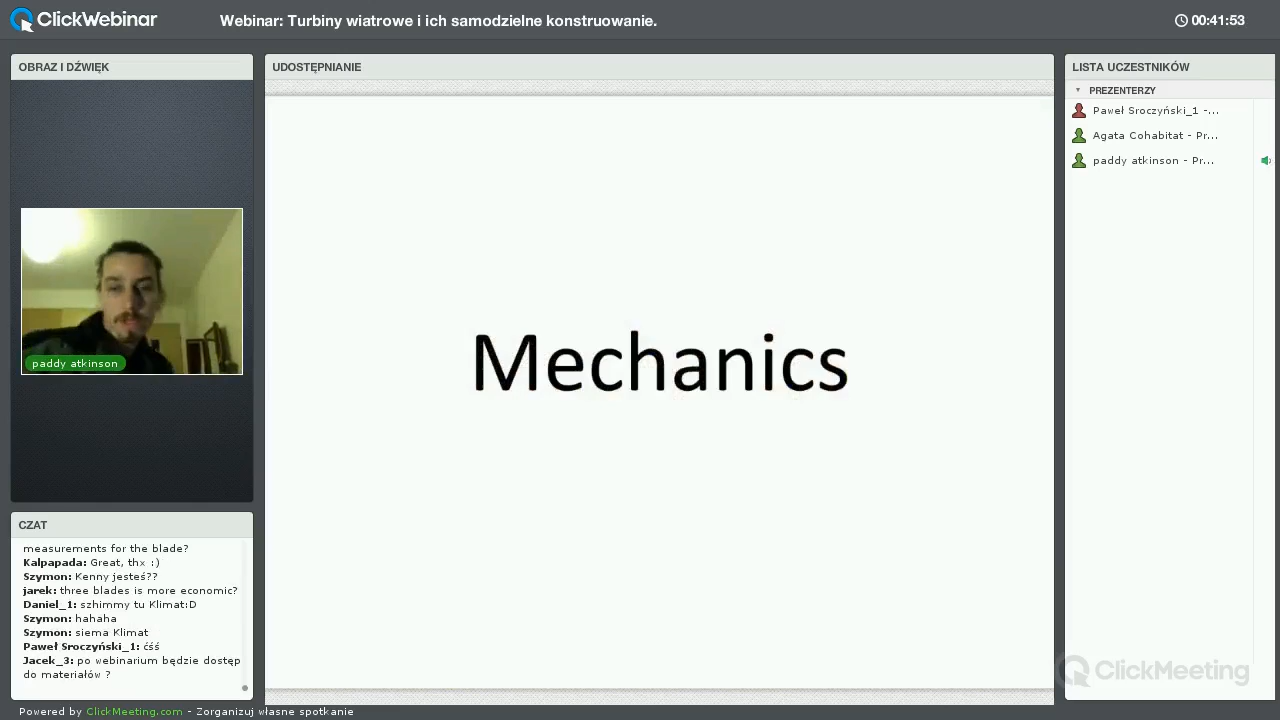 ClickWebinar
Webinar: Turbiny wiatrowe i ich samodzielne konstruowanie.
00:41:53
OBRAZ I DŹWIĘK
paddy atkinson
CZAT
measurements for the blade?
Kalpapada: Great, thx :)
Szymon: Kenny jesteś??
jarek: three blades is more economic?
Daniel_1: szhimmy tu Klimat:D
Szymon: hahaha
Szymon: siema Klimat
Paweł Sroczyński_1: ćśś
Jacek_3: po webinarium będzie dostęp
do materiałów ?
UDOSTĘPNIANIE
Mechanics
LISTA UCZESTNIKÓW
PREZENTERZY
Paweł Sroczyński_1 -...
Agata Cohabitat - Pr...
paddy atkinson - Pr...
ClickMeeting
Powered by ClickMeeting.com - Zorganizuj własne spotkanie